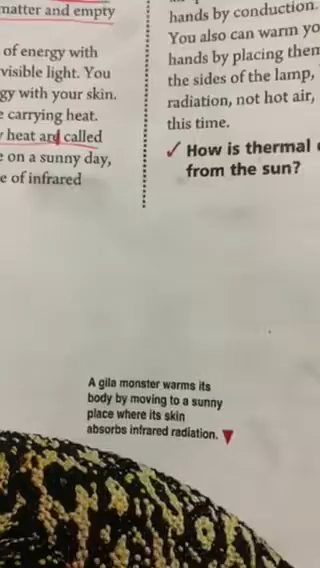 matter and empty
of energy with
visible light. You
gy with your skin.
carrying heat.
heat are called
on a sunny day,
e of infrared
hands by conduction.
You also can warm yo
hands by placing them
the sides of the lamp,
radiation, not hot air,
this time.
✓ How is thermal
from the sun?
A gila monster warms its
body by moving to a sunny
place where its skin
absorbs infrared radiation.